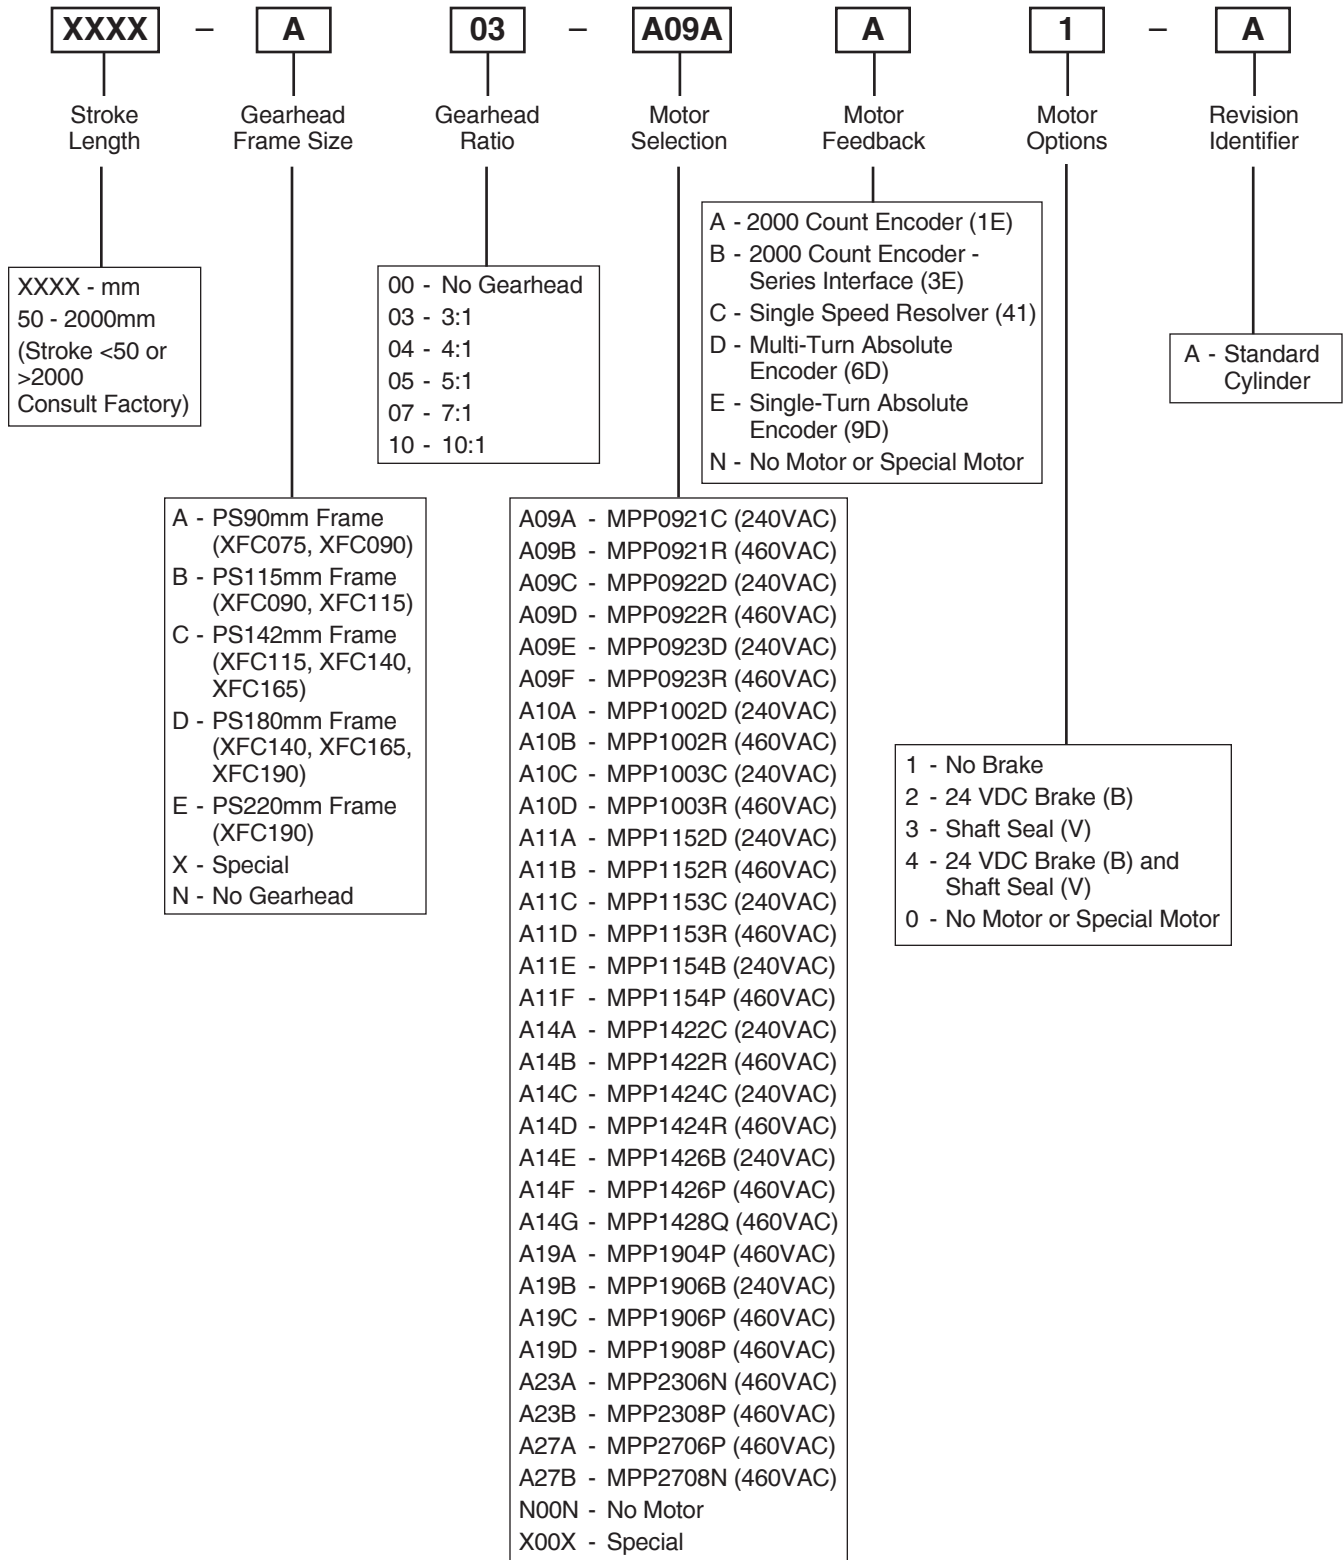 XXXX – A 03 – A09A A 1 – A
Stroke
Length
Gearhead
Frame Size
Gearhead
Ratio
Motor
Selection
Motor
Feedback
Motor
Options
Revision
Identifier
XXXX - mm
50 - 2000mm
(Stroke <50 or
>2000
Consult Factory)
A - PS90mm Frame
(XFC075, XFC090)
B - PS115mm Frame
(XFC090, XFC115)
C - PS142mm Frame
(XFC115, XFC140,
XFC165)
D - PS180mm Frame
(XFC140, XFC165,
XFC190)
E - PS220mm Frame
(XFC190)
X - Special
N - No Gearhead
00 - No Gearhead
03 - 3:1
04 - 4:1
05 - 5:1
07 - 7:1
10 - 10:1
A09A - MPP0921C (240VAC)
A09B - MPP0921R (460VAC)
A09C - MPP0922D (240VAC)
A09D - MPP0922R (460VAC)
A09E - MPP0923D (240VAC)
A09F - MPP0923R (460VAC)
A10A - MPP1002D (240VAC)
A10B - MPP1002R (460VAC)
A10C - MPP1003C (240VAC)
A10D - MPP1003R (460VAC)
A11A - MPP1152D (240VAC)
A11B - MPP1152R (460VAC)
A11C - MPP1153C (240VAC)
A11D - MPP1153R (460VAC)
A11E - MPP1154B (240VAC)
A11F - MPP1154P (460VAC)
A14A - MPP1422C (240VAC)
A14B - MPP1422R (460VAC)
A14C - MPP1424C (240VAC)
A14D - MPP1424R (460VAC)
A14E - MPP1426B (240VAC)
A14F - MPP1426P (460VAC)
A14G - MPP1428Q (460VAC)
A19A - MPP1904P (460VAC)
A19B - MPP1906B (240VAC)
A19C - MPP1906P (460VAC)
A19D - MPP1908P (460VAC)
A23A - MPP2306N (460VAC)
A23B - MPP2308P (460VAC)
A27A - MPP2706P (460VAC)
A27B - MPP2708N (460VAC)
N00N - No Motor
X00X - Special
A - 2000 Count Encoder (1E)
B - 2000 Count Encoder -
Series Interface (3E)
C - Single Speed Resolver (41)
D - Multi-Turn Absolute
Encoder (6D)
E - Single-Turn Absolute
Encoder (9D)
N - No Motor or Special Motor
1 - No Brake
2 - 24 VDC Brake (B)
3 - Shaft Seal (V)
4 - 24 VDC Brake (B) and
Shaft Seal (V)
0 - No Motor or Special Motor
A - Standard
Cylinder